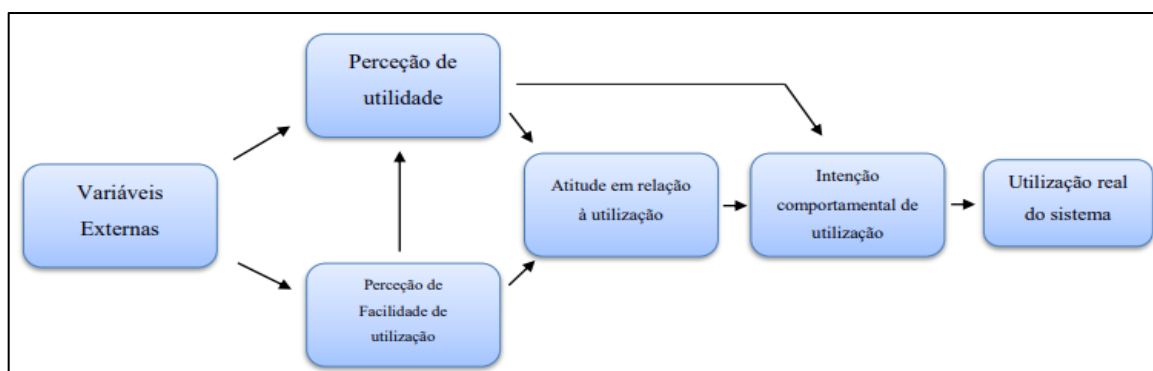 Perceção de
utilidade
Variáveis
Externas
Perceção de
Facilidade de
utilização
Atitude em relação
à utilização
Intenção
comportamental de
utilização
Utilização real
do sistema